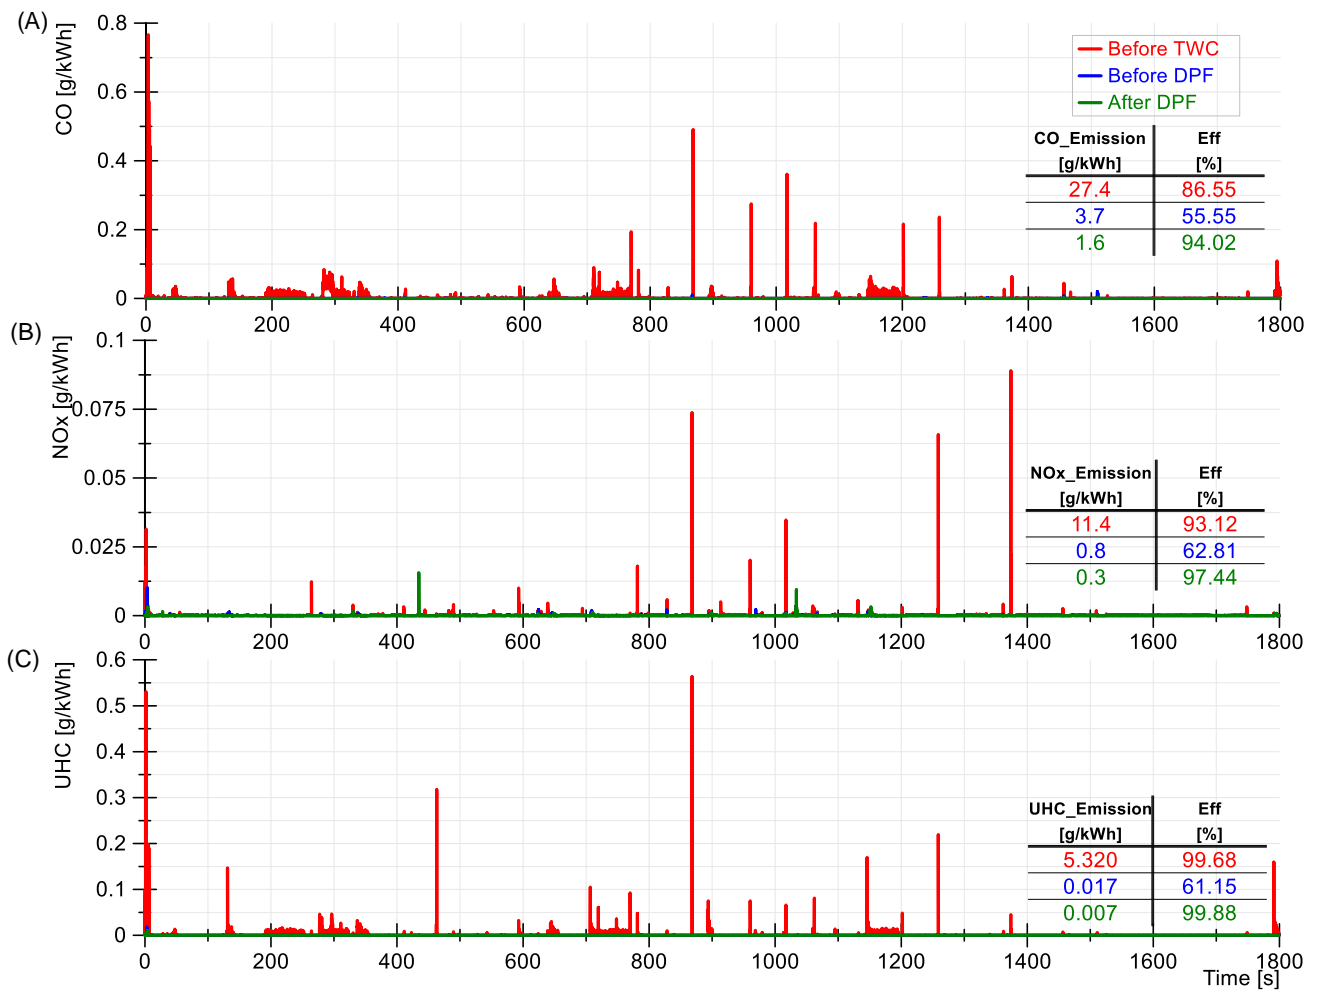 (A)
CO [g/kWh]
0.8
0.6
0.4
0.2
0
0 200 400 600 800 1000 1200 1400 1600 1800
Before TWC
Before DPF
After DPF
CO_Emission Eff
[g/kWh] [%]
27.4 86.55
3.7 55.55
1.6 94.02
(B)
NOx [g/kWh]
0.1
0.075
0.05
0.025
0
0 200 400 600 800 1000 1200 1400 1600 1800
NOx_Emission Eff
[g/kWh] [%]
11.4 93.12
0.8 62.81
0.3 97.44
(C)
UHC [g/kWh]
0.6
0.5
0.4
0.3
0.2
0.1
0
0 200 400 600 800 1000 1200 1400 1600 1800
UHC_Emission Eff
[g/kWh] [%]
5.320 99.68
0.017 61.15
0.007 99.88
Time [s]